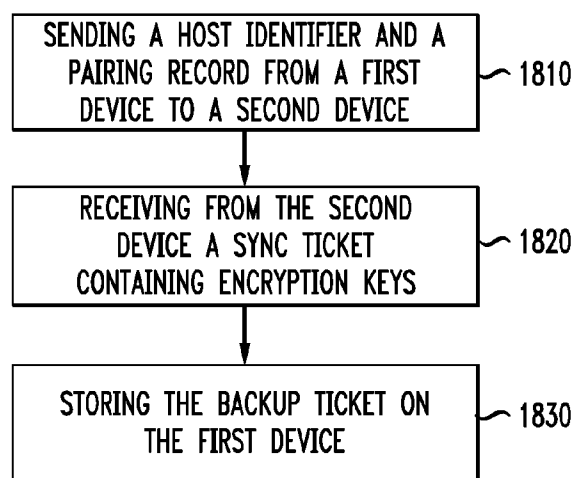 SENDING A HOST IDENTIFIER AND A
PAIRING RECORD FROM A FIRST
DEVICE TO A SECOND DEVICE
1810
RECEIVING FROM THE SECOND
DEVICE A SYNC TICKET
CONTAINING ENCRYPTION KEYS
1820
STORING THE BACKUP TICKET ON
THE FIRST DEVICE
1830